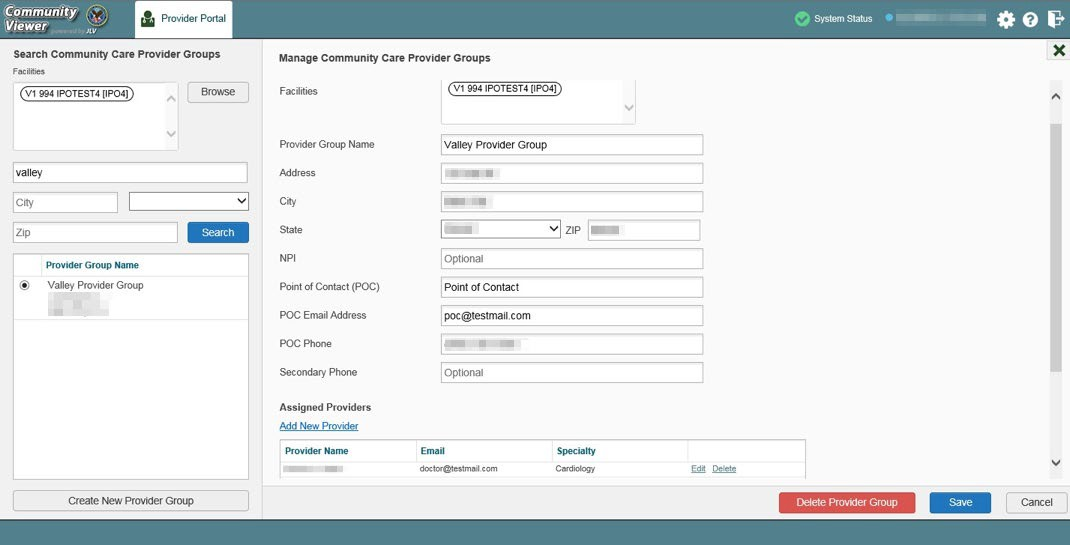 Community
Viewer
powered by JLV
Provider Portal
System Status
Search Community Care Provider Groups
Facilities
V1 994 IPOTEST4 [IPO4]
Browse
valley
City
Zip
Search
Provider Group Name
Valley Provider Group
Create New Provider Group
Manage Community Care Provider Groups
Facilities
V1 994 IPOTEST4 [IPO4]
Provider Group Name
Valley Provider Group
Address
City
State
ZIP
NPI
Optional
Point of Contact (POC)
Point of Contact
POC Email Address
poc@testmail.com
POC Phone
Secondary Phone
Optional
Assigned Providers
Add New Provider
Provider Name Email Specialty
doctor@testmail.com Cardiology Edit Delete
Delete Provider Group Save Cancel